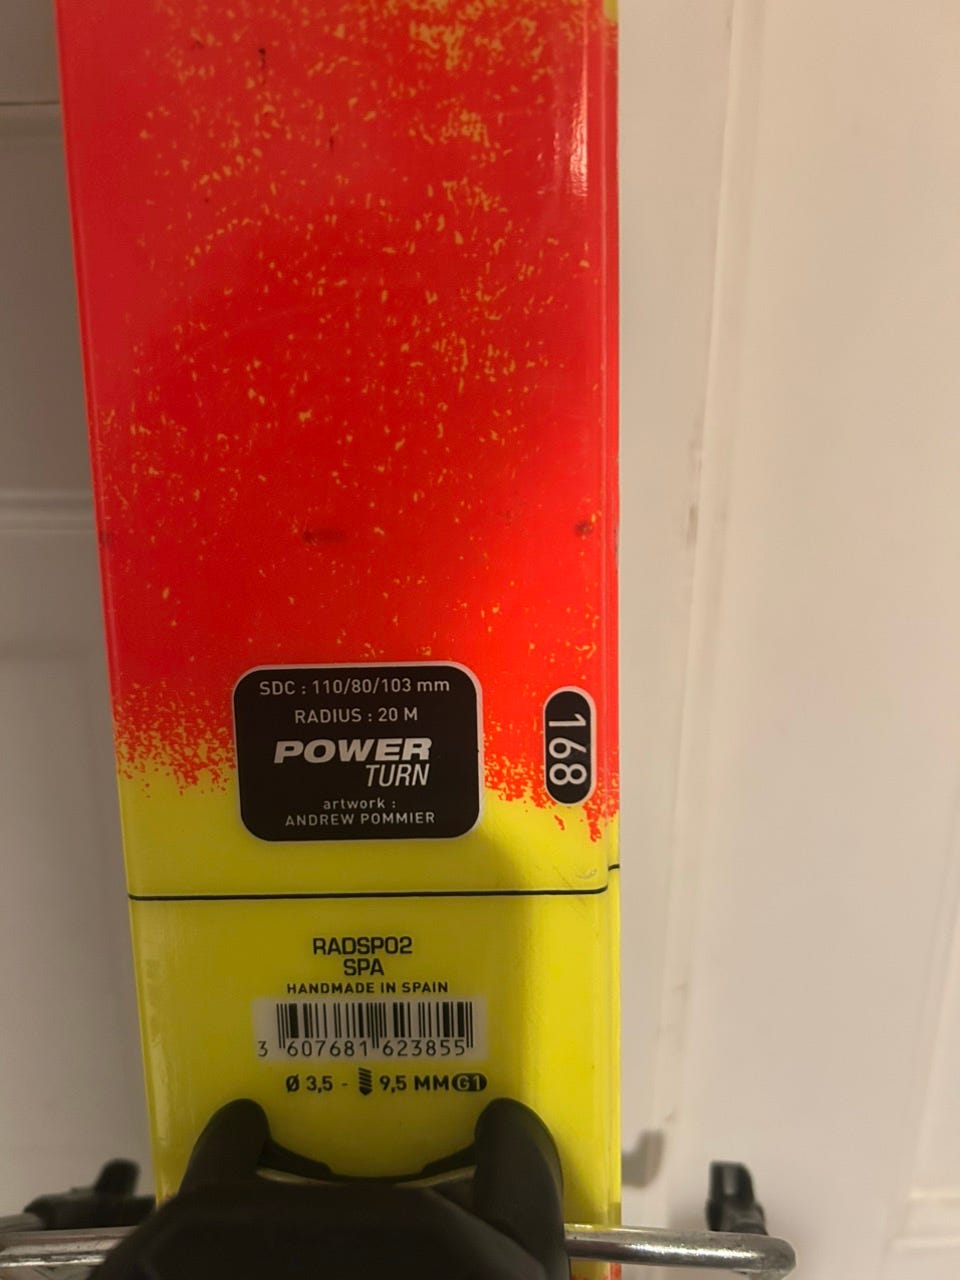 SDC : 110/80/103 mm
RADIUS : 20 M
POWER
TURN
artwork :
ANDREW POMMIER
168
RADSP02
SPA
HANDMADE IN SPAIN
3 607681 623855
Ø 3,5 - 9,5 MM G1